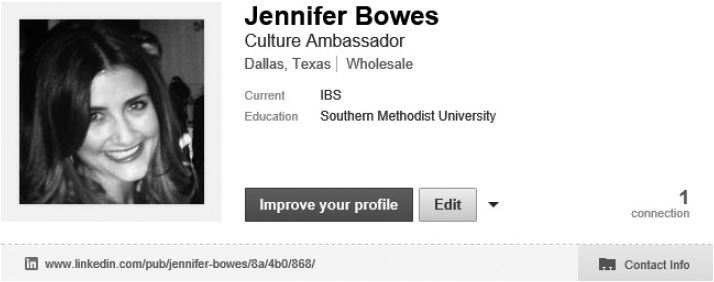 Jennifer Bowes
Culture Ambassador
Dallas, Texas | Wholesale
Current IBS
Education Southern Methodist University
Improve your profile Edit
1
connection
in www.linkedin.com/pub/jennifer-bowes/8a/4b0/868/ Contact Info